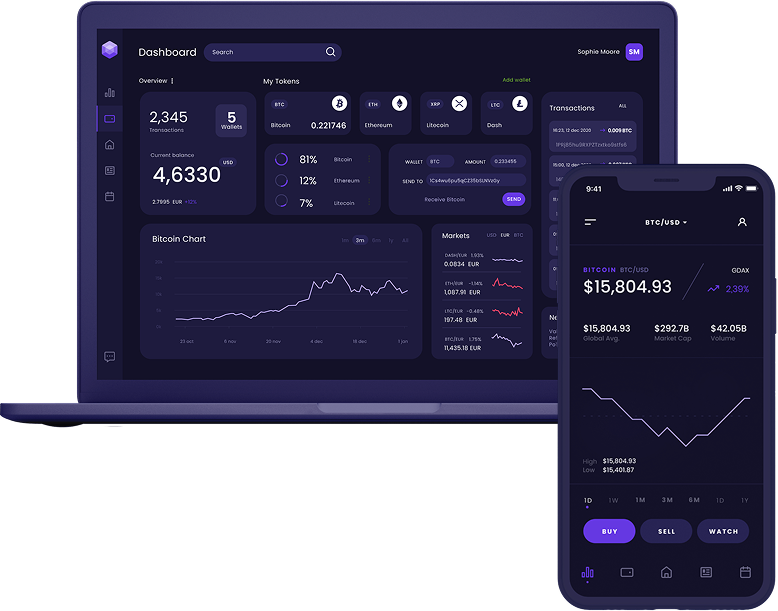 Dashboard
Search
Sophie Moore
SM
Overview
My Tokens
Add wallet
2,345
Transactions
5
Wallets
Current balance
USD
4,6330
2.7995 EUR +12%
BTC
Bitcoin
0.221746
ETH
Ethereum
XRP
Litecoin
LTC
Dash
81% Bitcoin
12% Ethereum
7% Litecoin
WALLET BTC AMOUNT 0.233455
SEND TO
Receive Bitcoin
SEND
Transactions
ALL
16:23, 12 dec 2020 0.009 BTC
15:00, 12 dec 2020
Bitcoin Chart
1m 3m 6m 1y All
23 oct 6 nov 20 nov 4 dec 18 dec 1 jan
Markets
USD EUR BTC
DASH/EUR 1.93%
0.0834 EUR
ETH/EUR -1.14%
1,087.91 EUR
LTC/EUR -0.48%
197.48 EUR
BTC/EUR 1.75%
11,435.18 EUR
9:41
BTC/USD
BITCOIN BTC/USD
$15,804.93
GDAX
2,39%
$15,804.93
Global Avg.
$292.7B
Market Cap
$42.05B
Volume
High $15,804.93
Low $15,401.87
1D 1W 1M 3M 6M 1D 1Y
BUY
SELL
WATCH